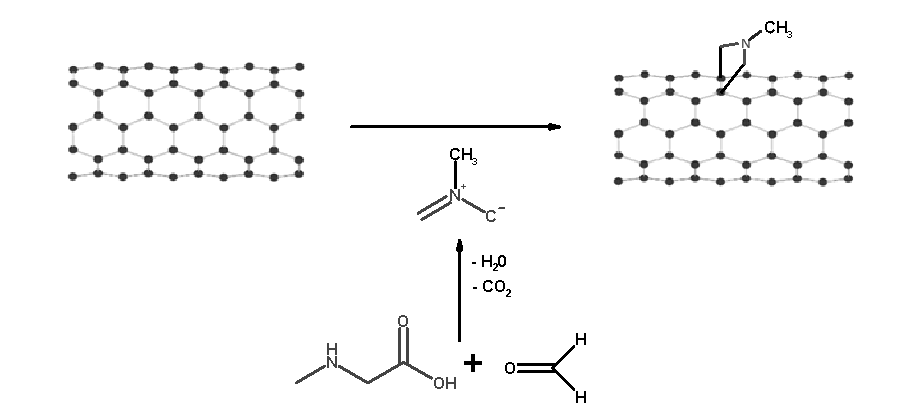 N CH₃
CH₃
N⁺
C⁻
- H₂0
- CO₂
O
H
N
OH
+
O
H
H